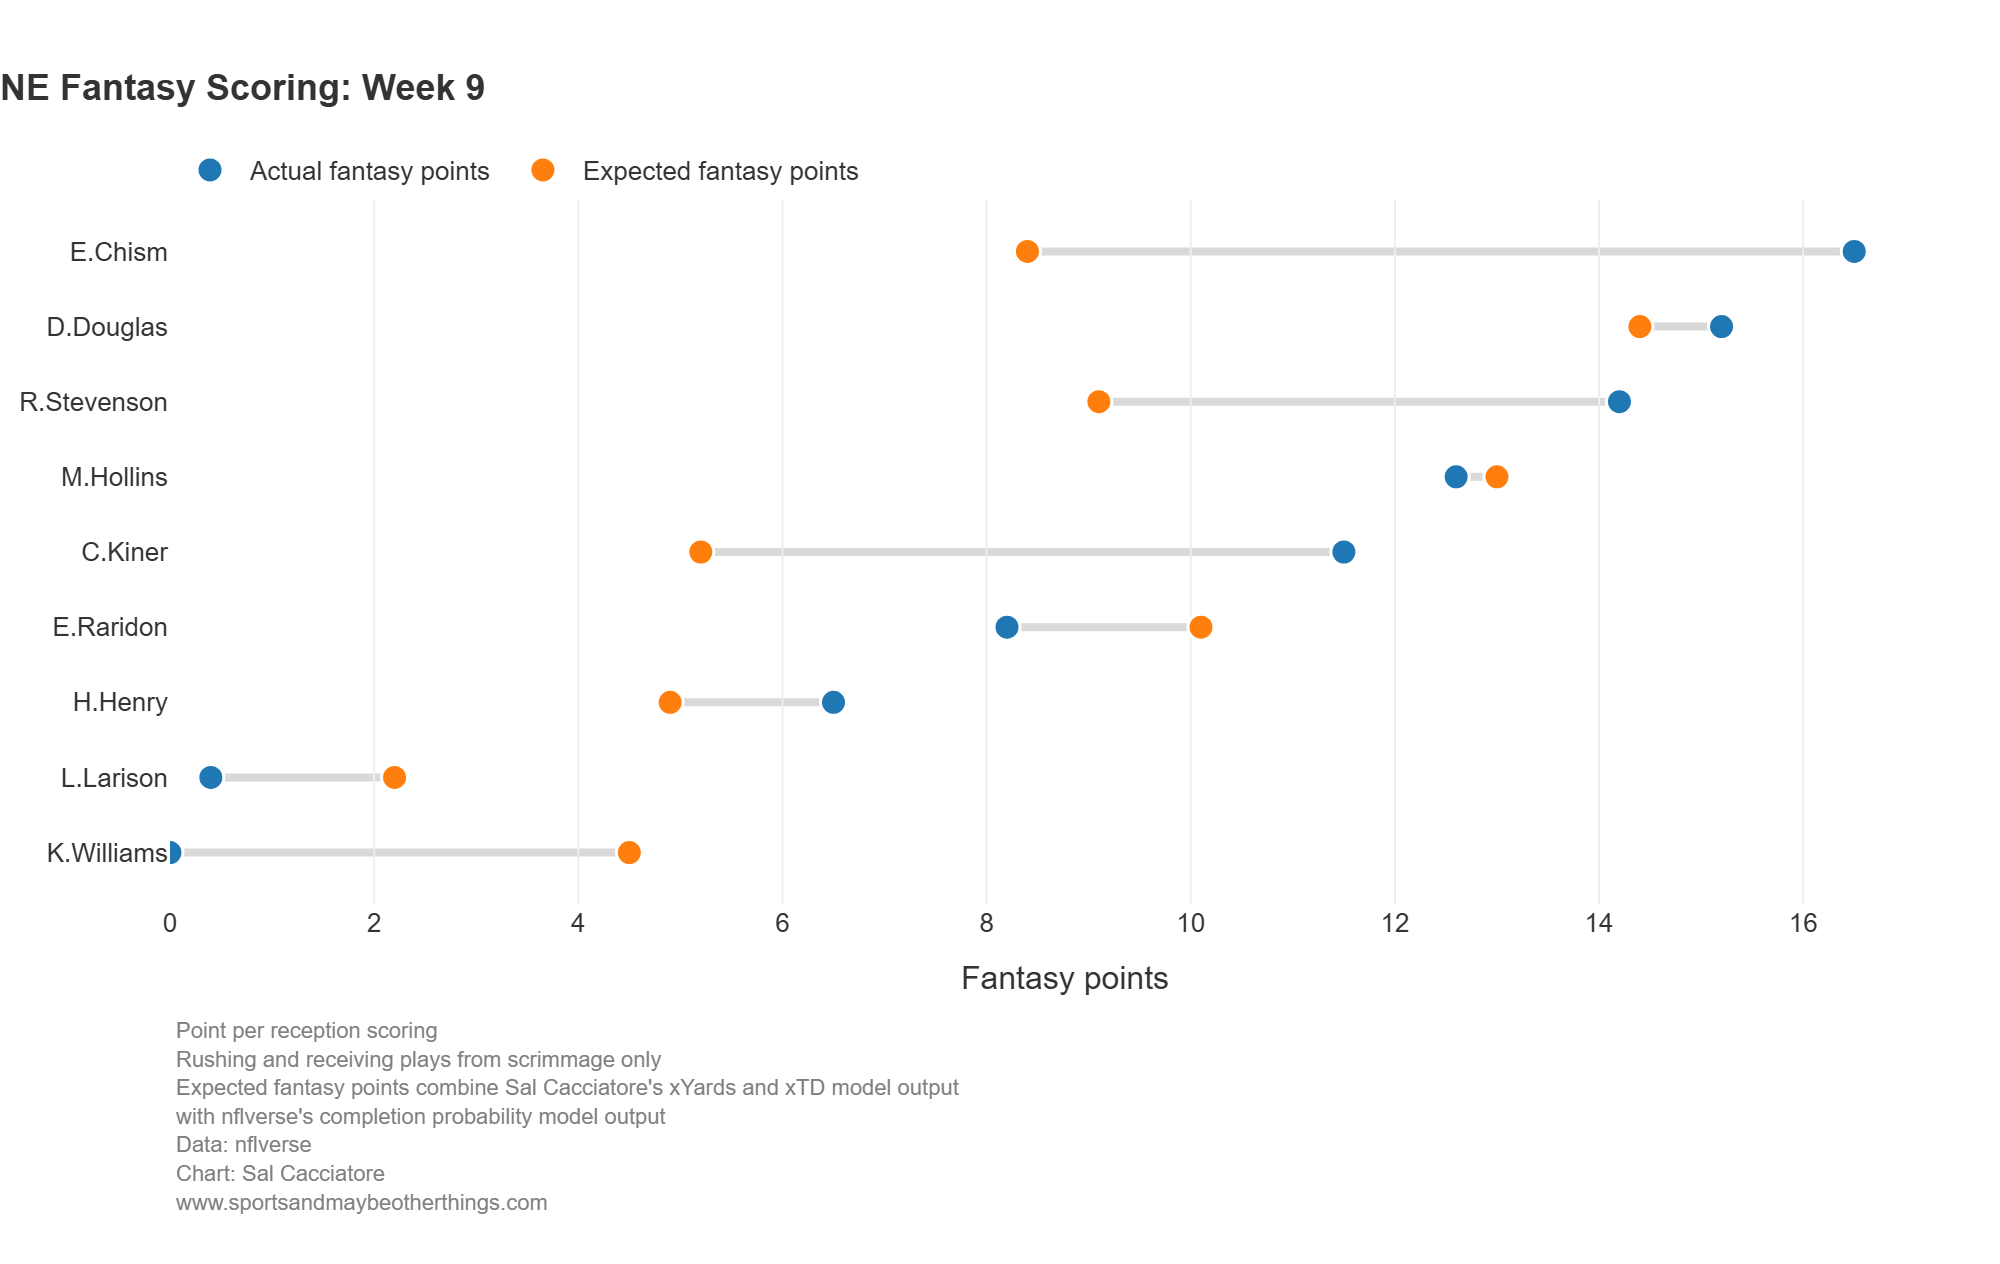 NE Fantasy Scoring: Week 9
Actual fantasy points
Expected fantasy points
E.Chism
D.Douglas
R.Stevenson
M.Hollins
C.Kiner
E.Raridon
H.Henry
L.Larison
K.Williams
0 2 4 6 8 10 12 14 16
Fantasy points
Point per reception scoring
Rushing and receiving plays from scrimmage only
Expected fantasy points combine Sal Cacciatore's xYards and xTD model output
with nflverse's completion probability model output
Data: nflverse
Chart: Sal Cacciatore
www.sportsandmaybeotherthings.com